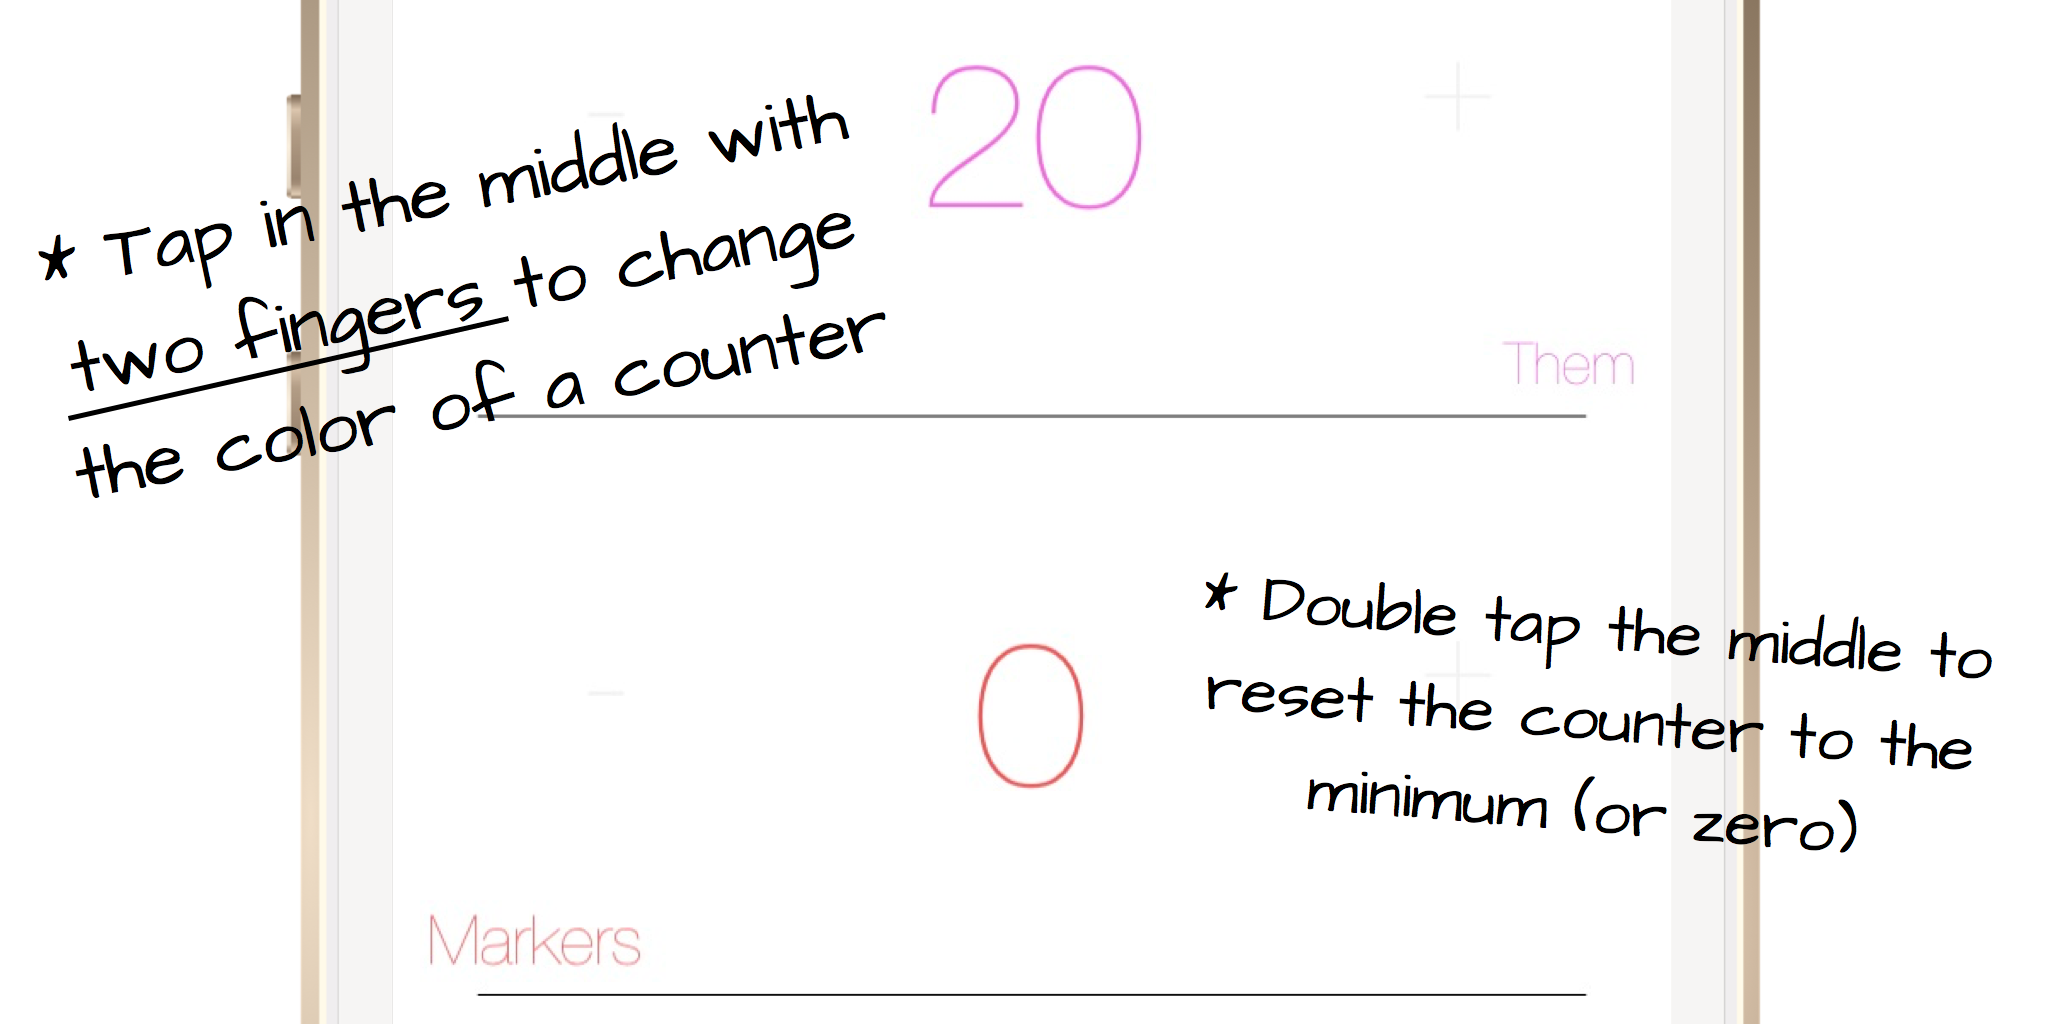 20
* Tap in the middle with
two fingers to change
the color of a counter
Them
0
* Double tap the middle to
reset the counter to the
minimum (or zero)
Markers